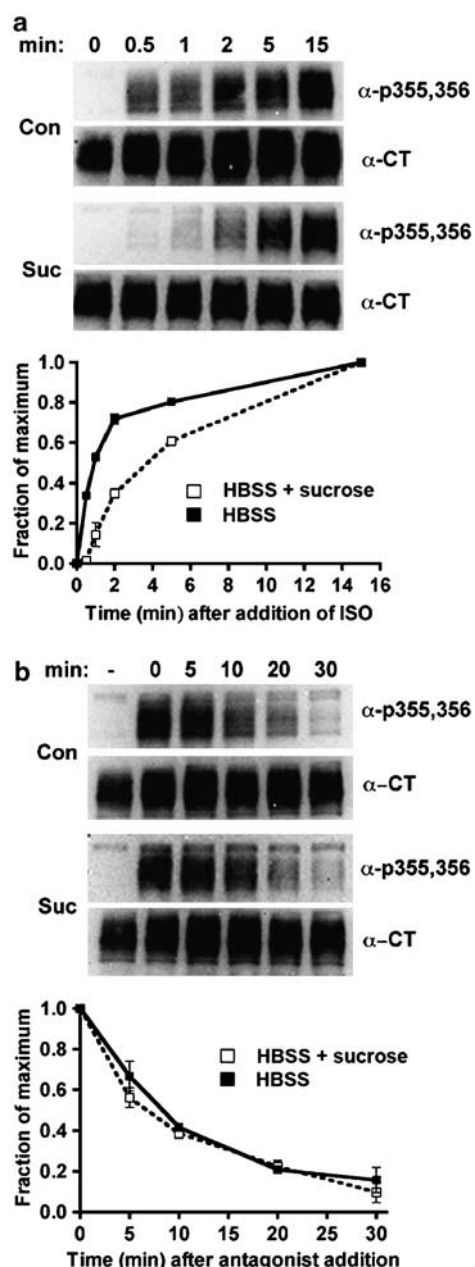 a
min: 0 0.5 1 2 5 15
Con
α-p355,356
α-CT
Suc
α-p355,356
α-CT
Fraction of maximum
1.0
0.8
0.6
0.4
0.2
0.0
HBSS + sucrose
HBSS
0 2 4 6 8 10 12 14 16
Time (min) after addition of ISO
b
min: - 0 5 10 20 30
Con
α-p355,356
α–CT
Suc
α-p355,356
α–CT
Fraction of maximum
1.0
0.8
0.6
0.4
0.2
0.0
HBSS + sucrose
HBSS
0 5 10 15 20 25 30
Time (min) after antagonist addition